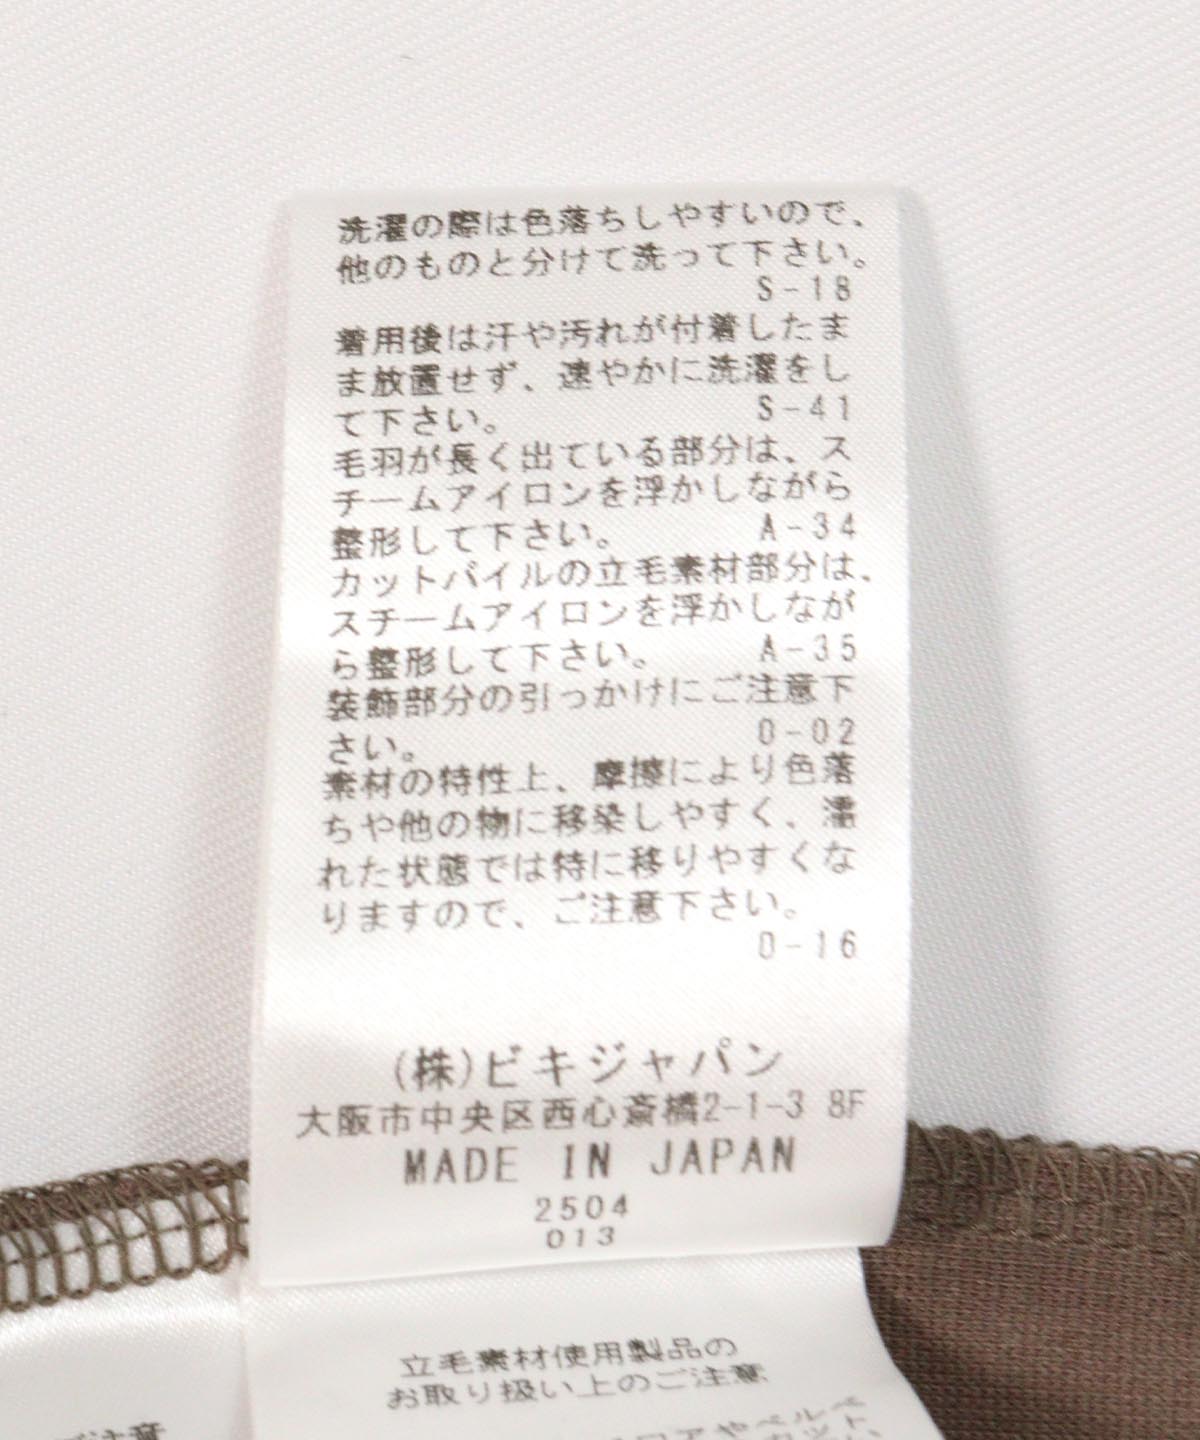 洗濯の際は色落ちしやすいので、
他のものと分けて洗って下さい。
S-18
着用後は汗や汚れが付着したま
ま放置せず、速やかに洗濯をし
て下さい。 S-41
毛羽が長く出ている部分は、ス
チームアイロンを浮かしながら
整形して下さい。 A-34
カットパイルの立毛素材部分は、
スチームアイロンを浮かしなが
ら整形して下さい。 A-35
装飾部分の引っかけにご注意下
さい。 O-02
素材の特性上、摩擦により色落
ちや他の物に移染しやすく、濡
れた状態では特に移りやすくな
りますので、ご注意下さい。
O-16
(株)ビキジャパン
大阪市中央区西心斎橋2-1-3 8F
MADE IN JAPAN
2504
013
立毛素材使用製品の
お取り扱い上のご注意
ご注意